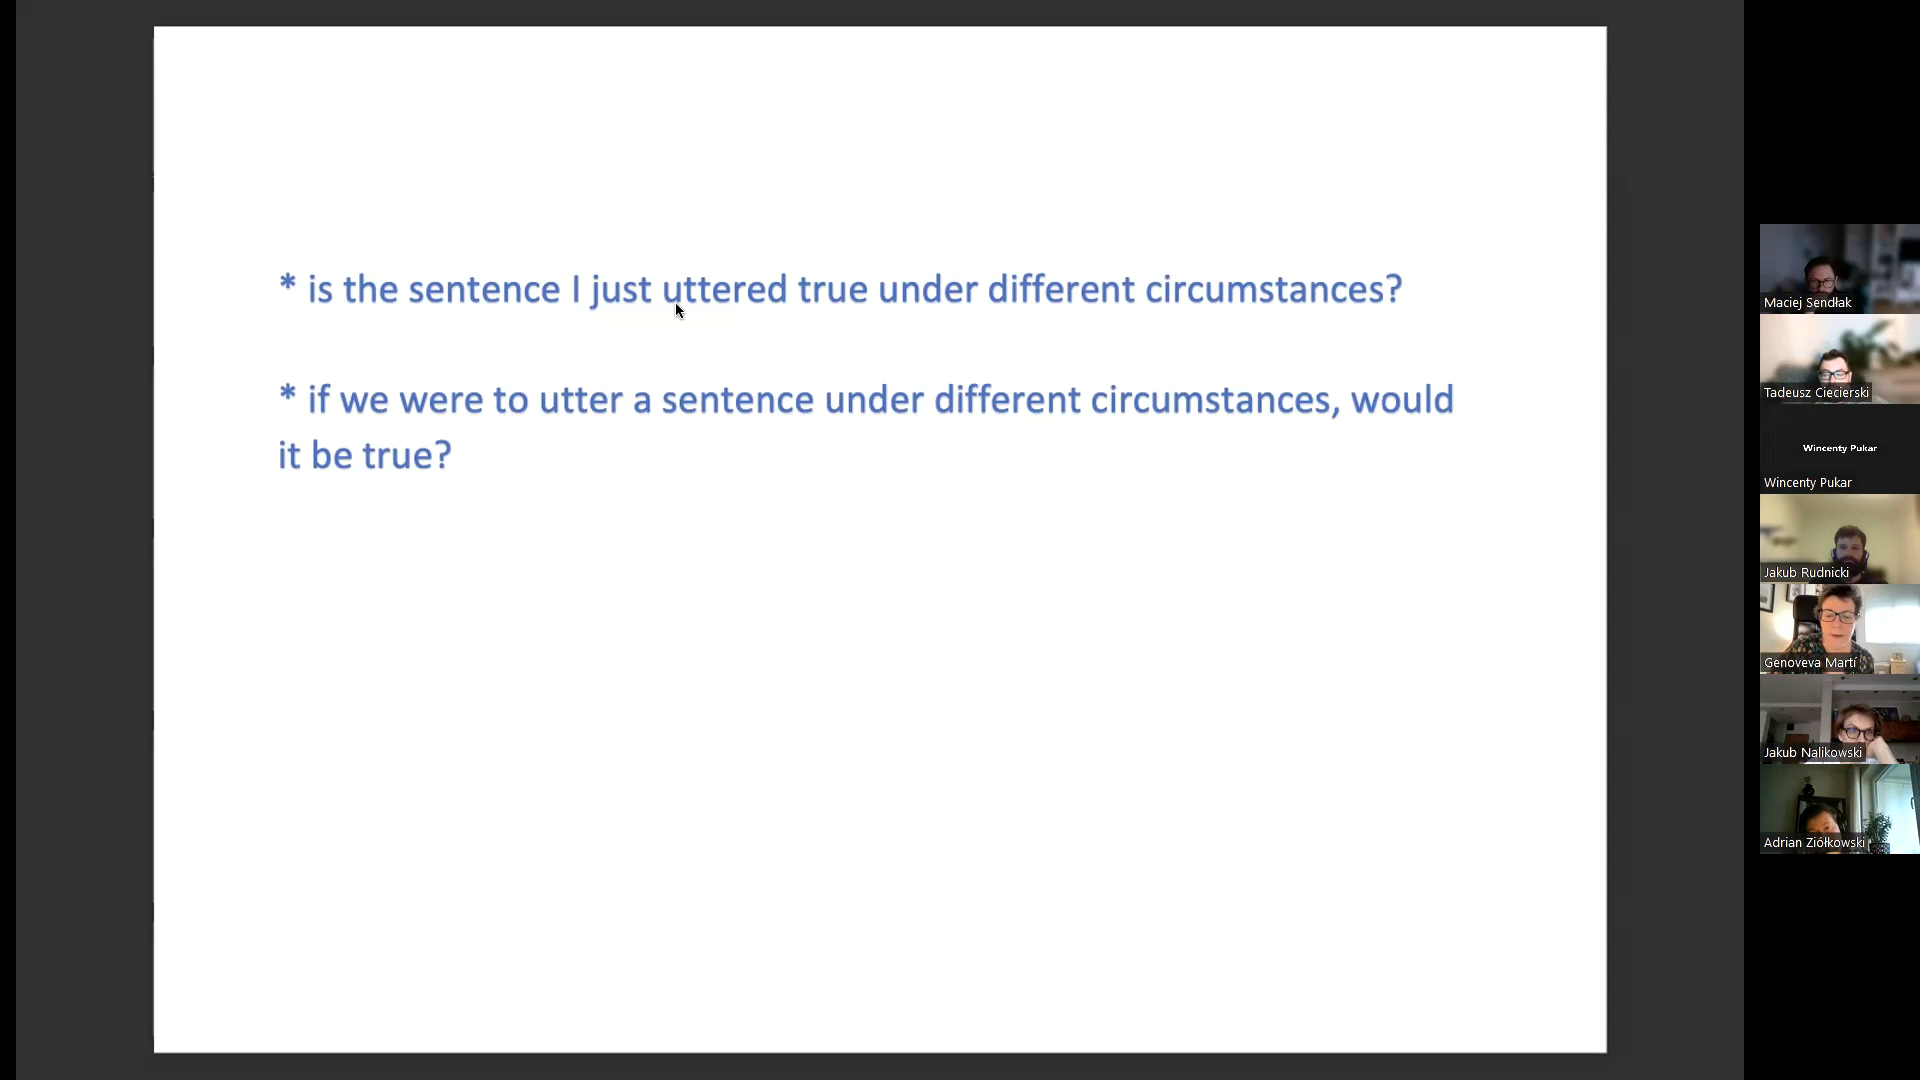 * is the sentence I just uttered true under different circumstances?
* if we were to utter a sentence under different circumstances, would
it be true?
Maciej Sendłak
Tadeusz Ciecierski
Wincenty Pukar
Wincenty Pukar
Jakub Rudnicki
Genoveva Martí
Jakub Nalikowski
Adrian Ziółkowski